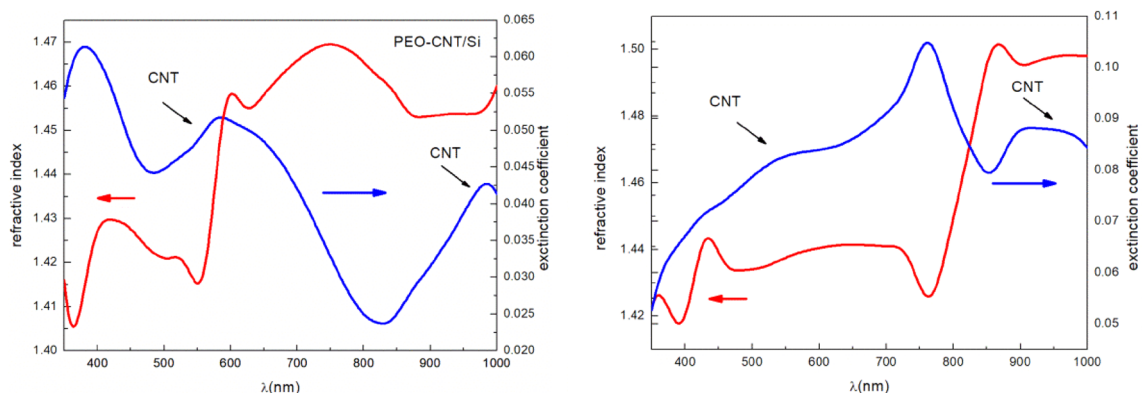 PEO-CNT/Si
CNT
CNT
refractive index
exctinction coefficient
1.47
1.46
1.45
1.44
1.43
1.42
1.41
1.40
0.065
0.060
0.055
0.050
0.045
0.040
0.035
0.030
0.025
0.020
400 500 600 700 800 900 1000
λ(nm)
CNT
CNT
refractive index
exctinction coefficient
1.50
1.48
1.46
1.44
1.42
0.11
0.10
0.09
0.08
0.07
0.06
0.05
400 500 600 700 800 900 1000
λ(nm)